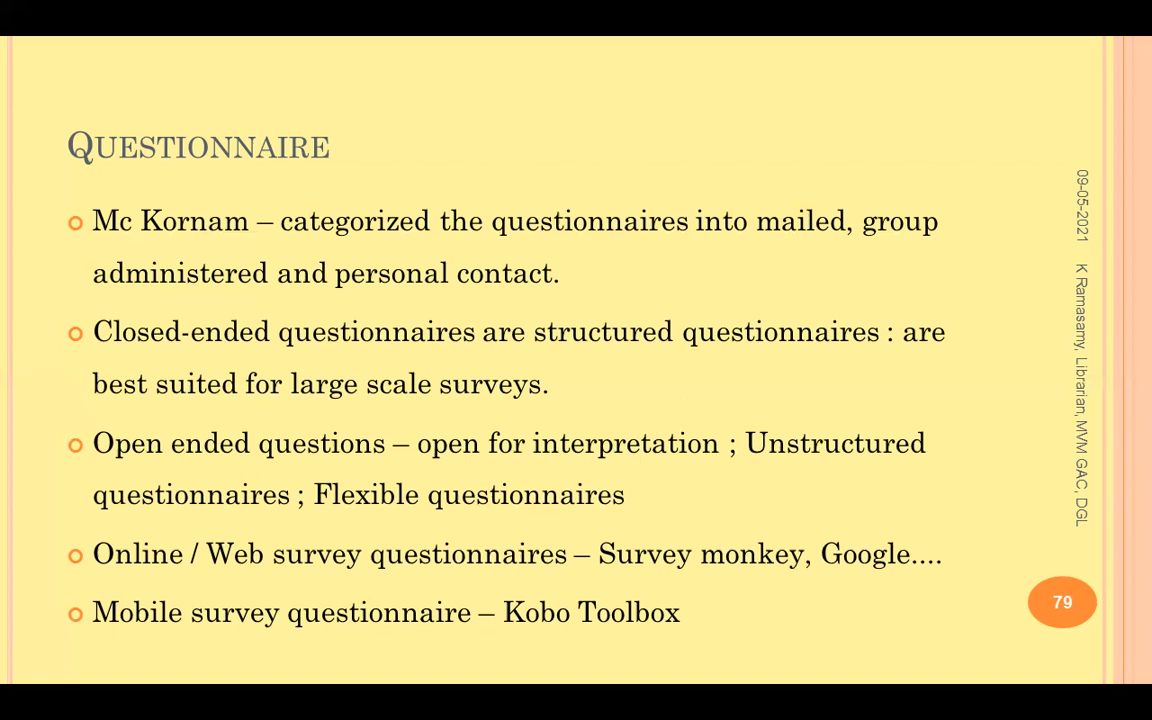 QUESTIONNAIRE
Mc Kornam – categorized the questionnaires into mailed, group
administered and personal contact.
Closed-ended questionnaires are structured questionnaires : are
best suited for large scale surveys.
Open ended questions – open for interpretation ; Unstructured
questionnaires ; Flexible questionnaires
Online / Web survey questionnaires – Survey monkey, Google....
Mobile survey questionnaire – Kobo Toolbox
09-05-2021 K Ramasamy, Librarian, MVM GAC, DGL
79